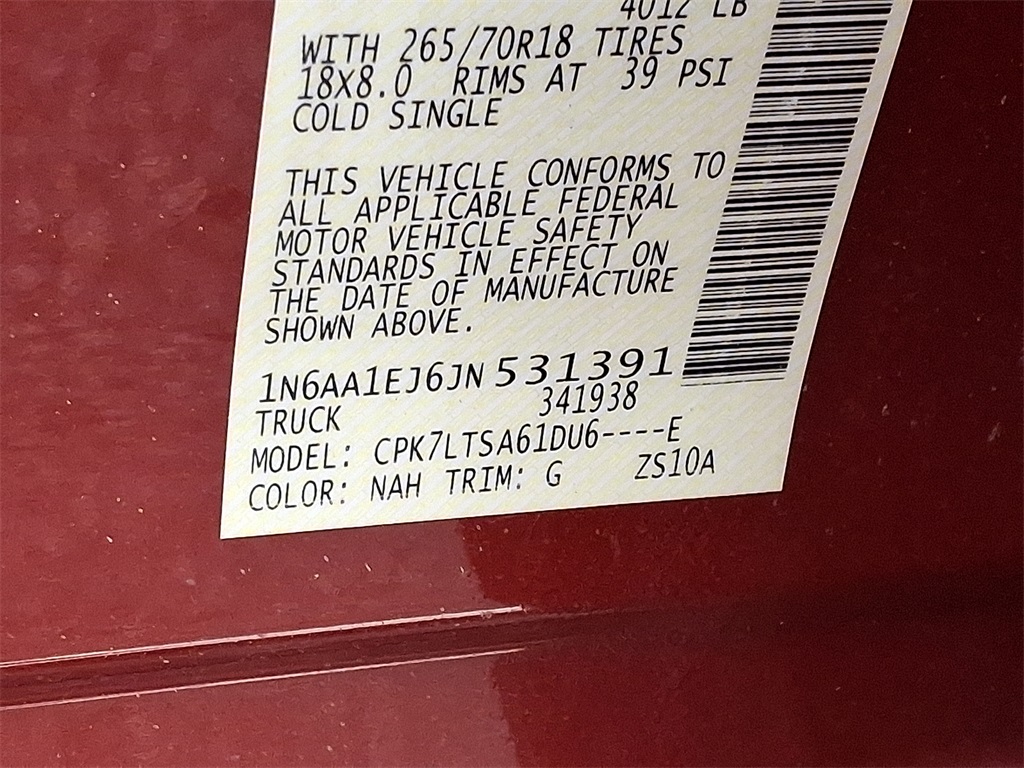 4012 LB
WITH 265/70R18 TIRES
18X8.0 RIMS AT 39 PSI
COLD SINGLE
THIS VEHICLE CONFORMS TO
ALL APPLICABLE FEDERAL
MOTOR VEHICLE SAFETY
STANDARDS IN EFFECT ON
THE DATE OF MANUFACTURE
SHOWN ABOVE.
1N6AA1EJ6JN 531391
TRUCK 341938
MODEL: CPK7LTSA61DU6----E
COLOR: NAH TRIM: G ZS10A